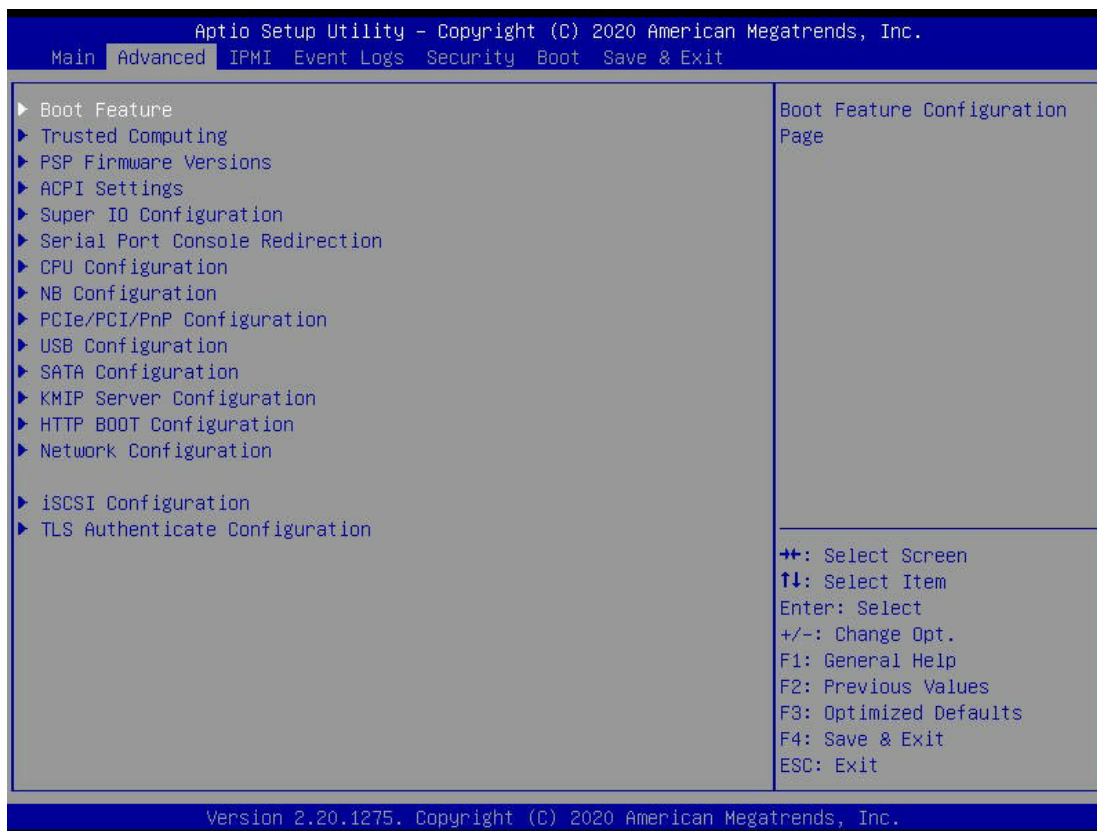 Aptio Setup Utility – Copyright (C) 2020 American Megatrends, Inc.
Main Advanced IPMI Event Logs Security Boot Save & Exit
Boot Feature
Trusted Computing
PSP Firmware Versions
ACPI Settings
Super IO Configuration
Serial Port Console Redirection
CPU Configuration
NB Configuration
PCIe/PCI/PnP Configuration
USB Configuration
SATA Configuration
KMIP Server Configuration
HTTP BOOT Configuration
Network Configuration
iSCSI Configuration
TLS Authenticate Configuration
Boot Feature Configuration
Page
→←: Select Screen
↑↓: Select Item
Enter: Select
+/-: Change Opt.
F1: General Help
F2: Previous Values
F3: Optimized Defaults
F4: Save & Exit
ESC: Exit
Version 2.20.1275. Copyright (C) 2020 American Megatrends, Inc.